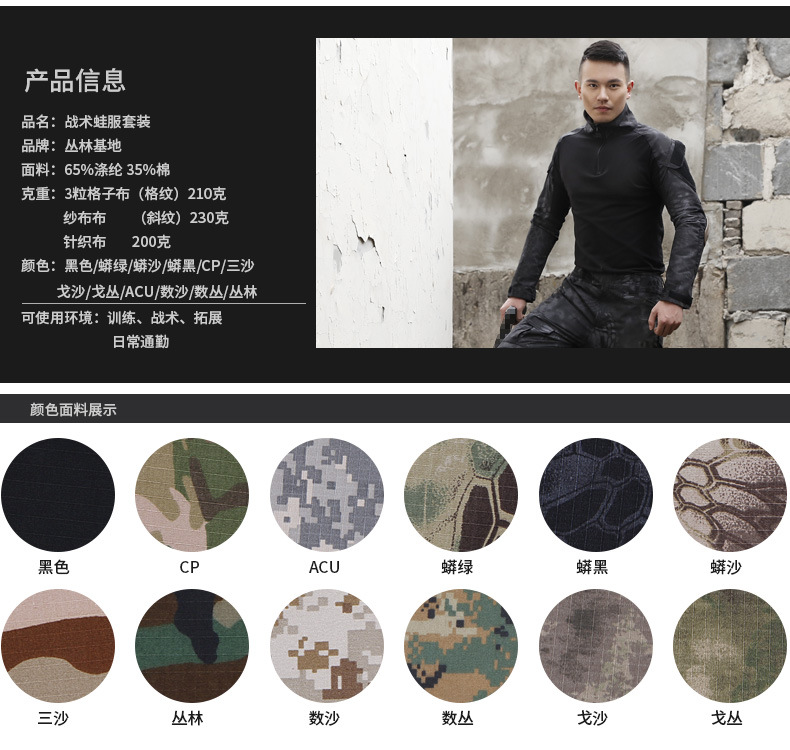 产品信息
品名：战术蛙服套装
品牌：丛林基地
面料：65%涤纶 35%棉
克重：3粒格子布（格纹）210克
纱布布 （斜纹）230克
针织布 200克
颜色：黑色/蟒绿/蟒沙/蟒黑/CP/三沙
戈沙/戈丛/ACU/数沙/数丛/丛林
可使用环境：训练、战术、拓展
日常通勤
颜色面料展示
黑色 CP ACU 蟒绿 蟒黑 蟒沙
三沙 丛林 数沙 数丛 戈沙 戈丛